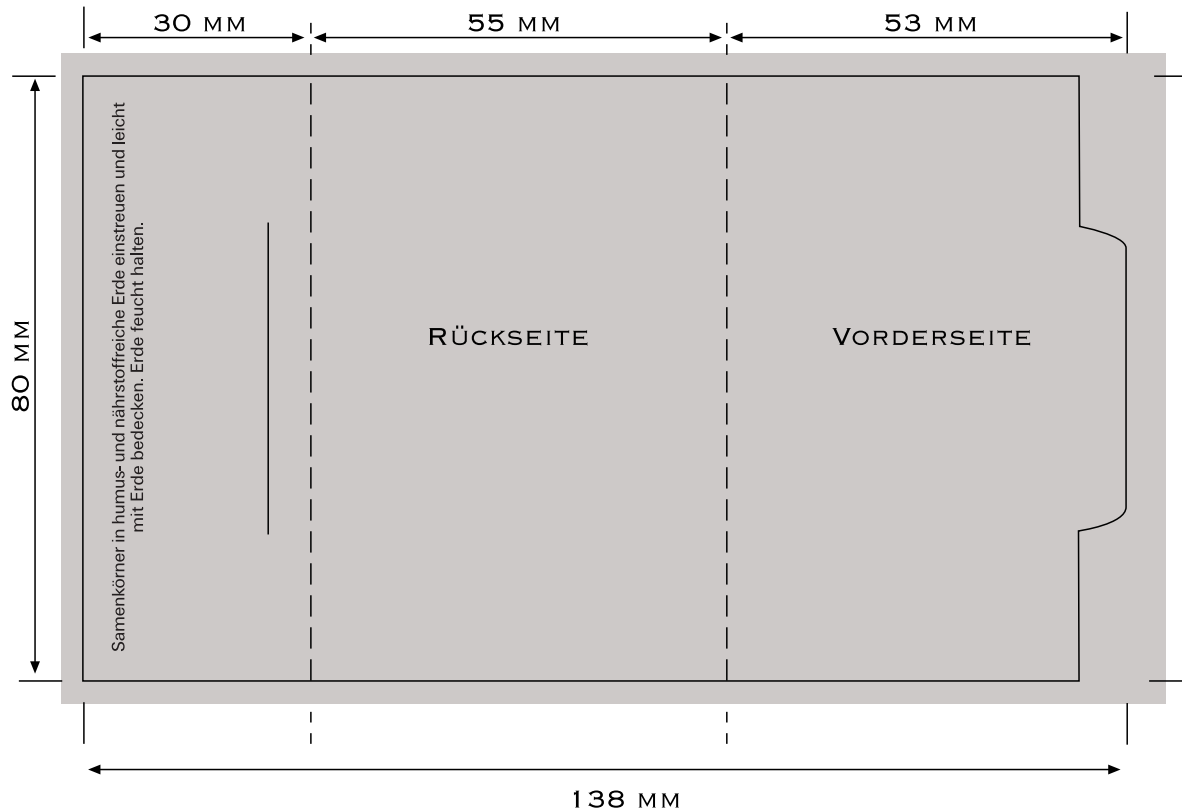 30 MM
55 MM
53 MM
80 MM
Samenkörner in humus- und nährstoffreiche Erde einstreuen und leicht
mit Erde bedecken. Erde feucht halten.
RÜCKSEITE
VORDERSEITE
138 MM